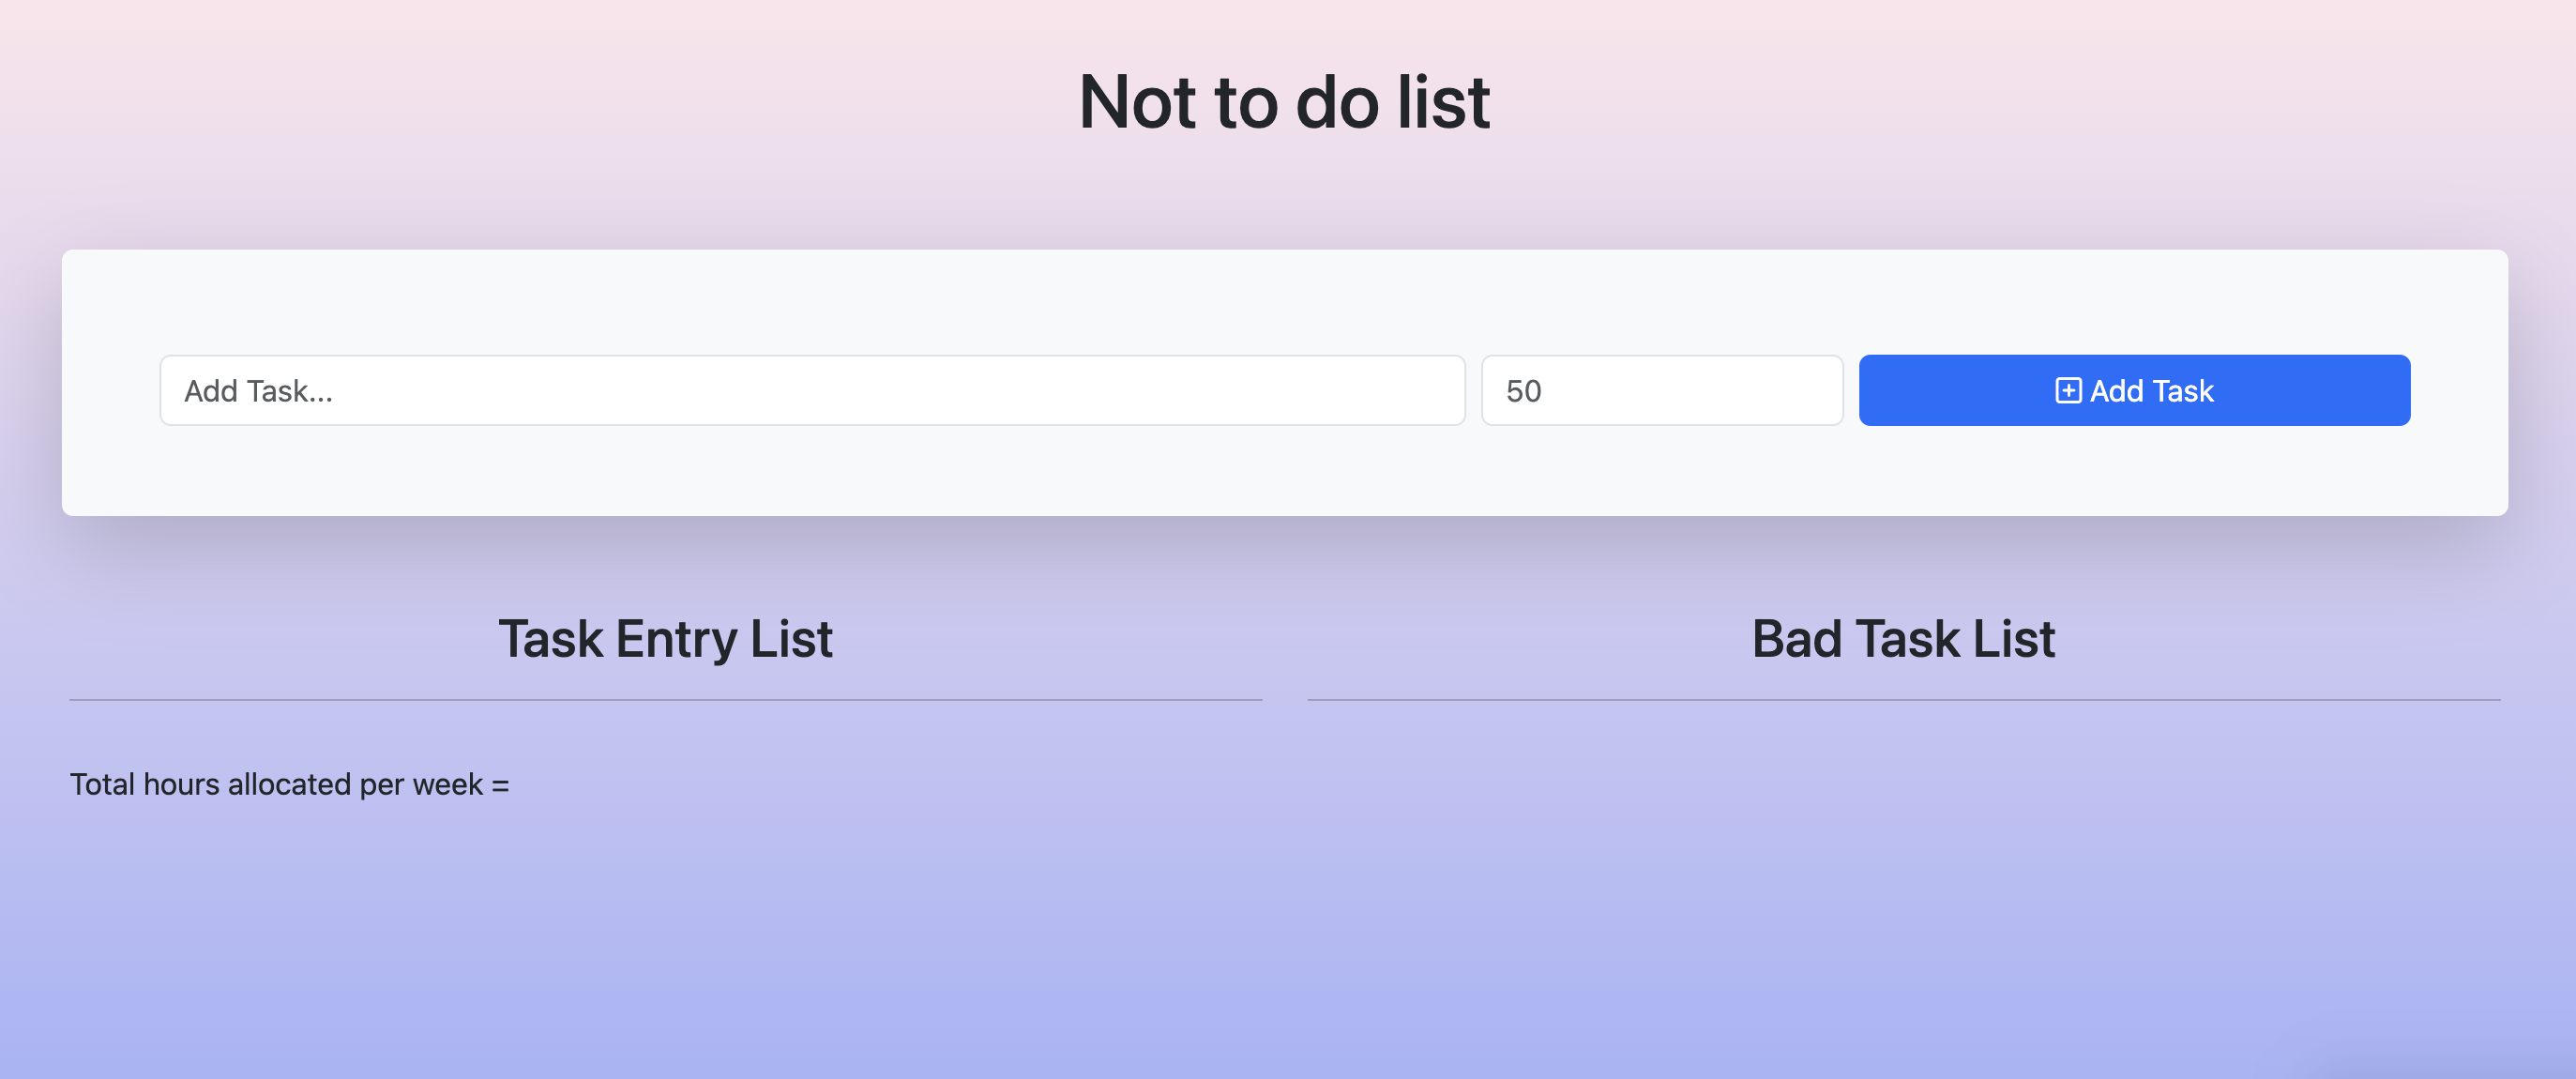 Not to do list
Add Task...
50
Add Task
Task Entry List
Bad Task List
Total hours allocated per week =